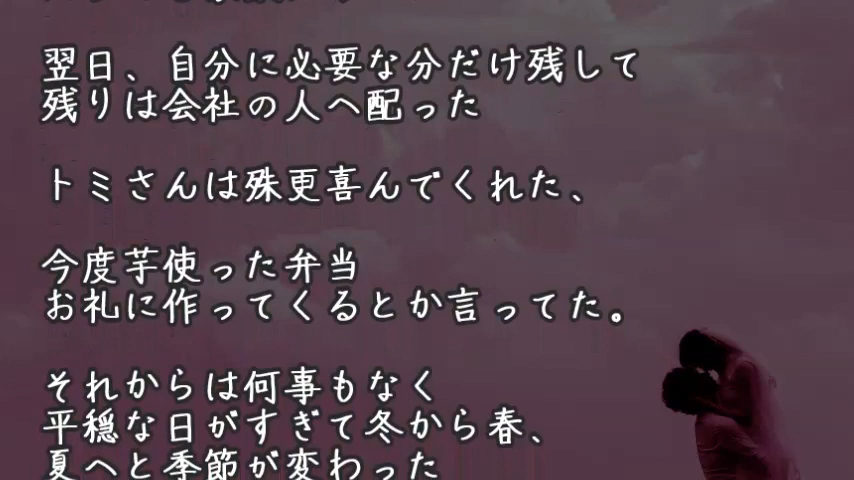 翌日、自分に必要な分だけ残して
残りは会社の人へ配った
トミさんは殊更喜んでくれた、
今度芋使った弁当
お礼に作ってくるとか言ってた。
それからは何事もなく
平穏な日がすぎて冬から春、
夏へと季節が変わった